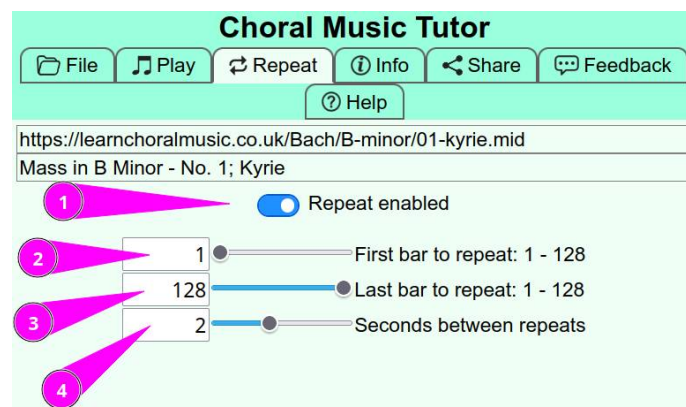 Choral Music Tutor
File Play Repeat Info Share Feedback
Help
https://learnchoralmusic.co.uk/Bach/B-minor/01-kyrie.mid
Mass in B Minor - No. 1; Kyrie
1 Repeat enabled
2 1 First bar to repeat: 1 - 128
128 Last bar to repeat: 1 - 128
3 2 Seconds between repeats
4